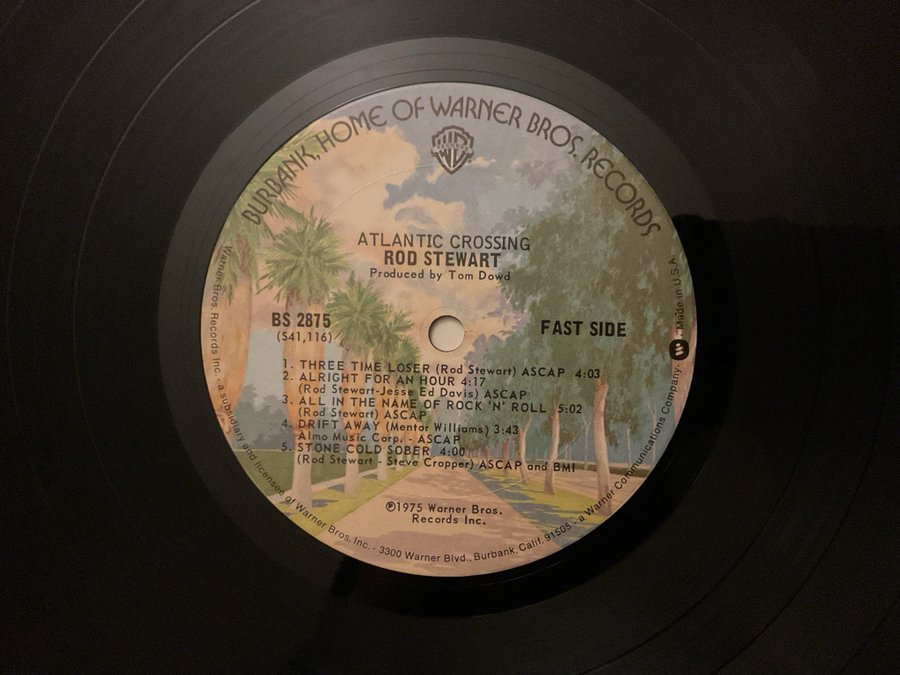 BURBANK, HOME OF WARNER BROS. RECORDS
ATLANTIC CROSSING
ROD STEWART
Produced by Tom Dowd
BS 2875
(S41,116)
FAST SIDE
1. THREE TIME LOSER (Rod Stewart) ASCAP 4:03
2. ALRIGHT FOR AN HOUR 4:17
(Rod Stewart-Jesse Ed Davis) ASCAP
3. ALL IN THE NAME OF ROCK 'N' ROLL 5:02
(Rod Stewart) ASCAP
4. DRIFT AWAY (Mentor Williams) 3:43
Almo Music Corp. - ASCAP
5. STONE COLD SOBER 4:00
(Rod Stewart - Steve Cropper) ASCAP and BMI
℗1975 Warner Bros.
Records Inc.
Warner Bros. Records Inc. · a subsidiary and licensee of Warner Bros. Inc. · 3300 Warner Blvd., Burbank, Calif. 91505 · a Warner Communications Company · Made in U.S.A.